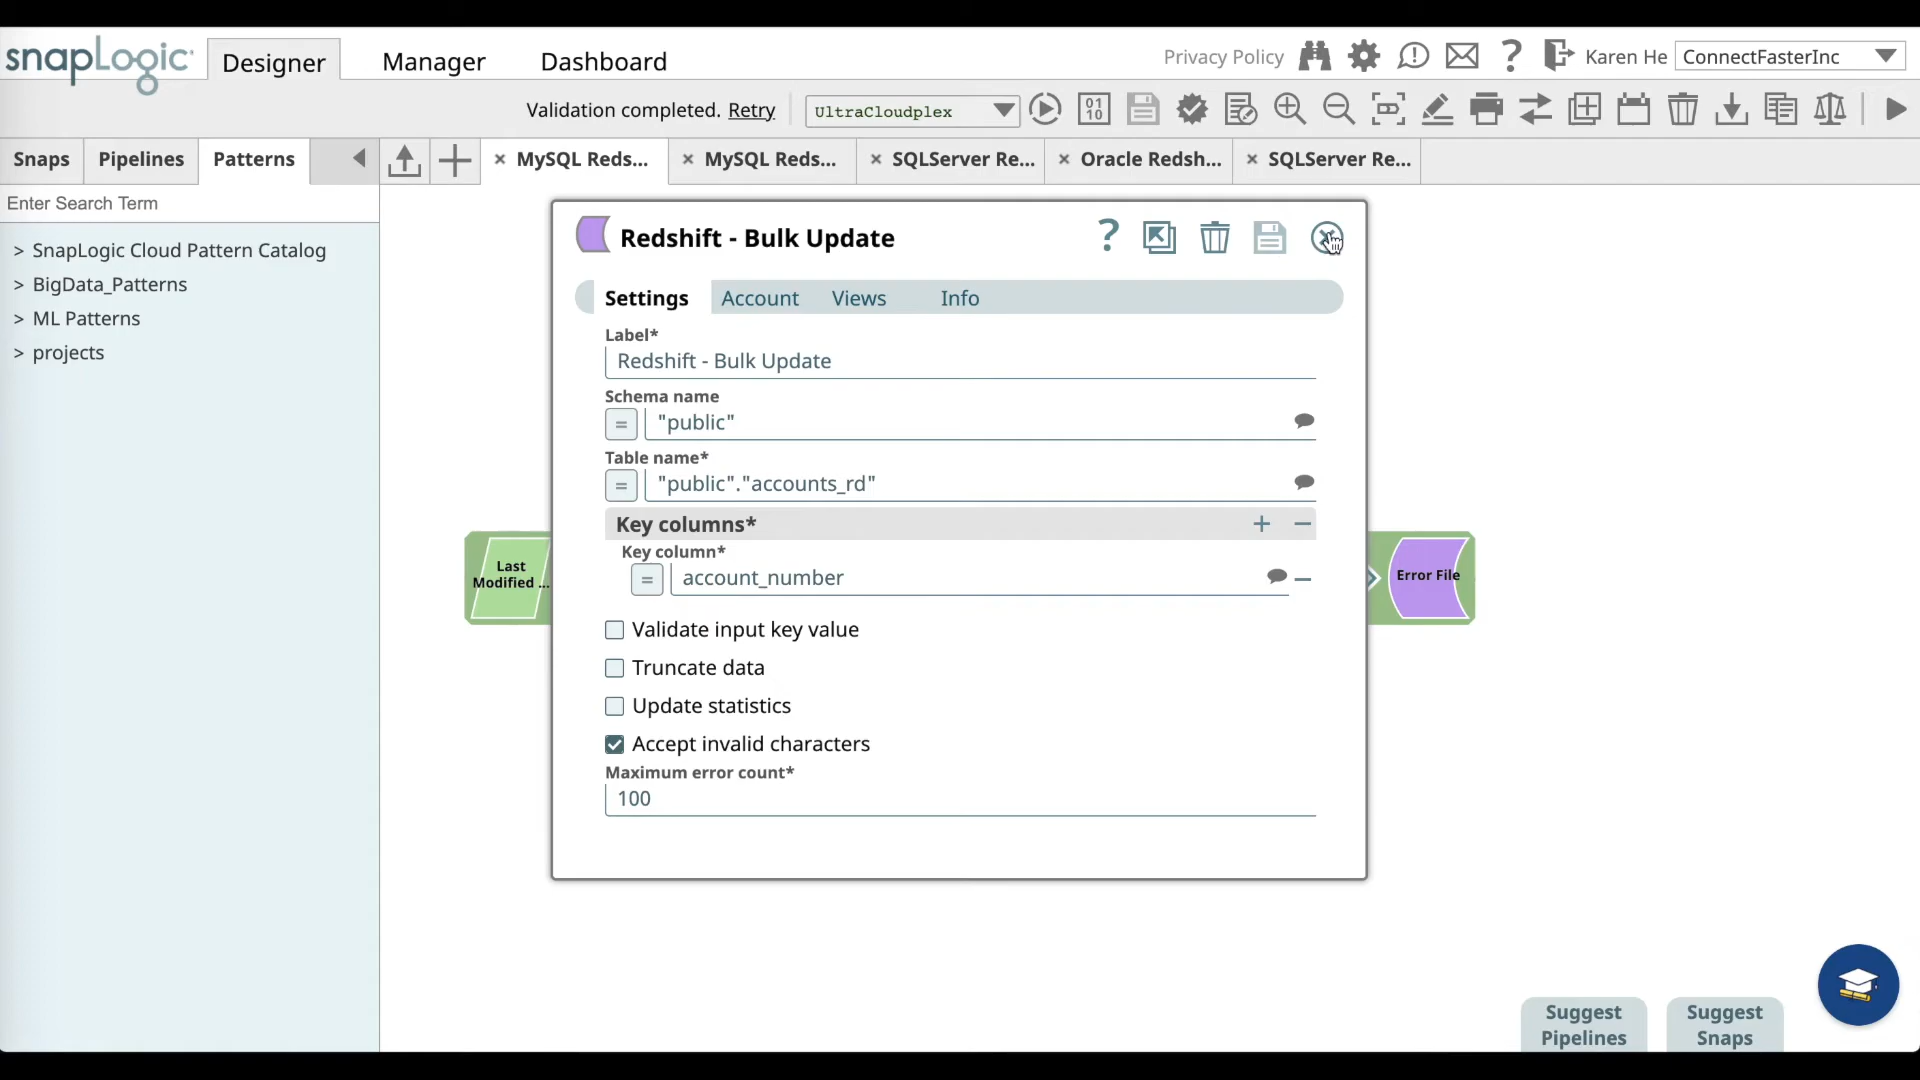 snapLogic
Designer
Manager
Dashboard
Privacy Policy
?
Karen He
ConnectFasterInc
Validation completed. Retry
UltraCloudplex
01
10
Snaps
Pipelines
Patterns
× MySQL Reds...
× MySQL Reds...
× SQLServer Re...
× Oracle Redsh...
× SQLServer Re...
Enter Search Term
> SnapLogic Cloud Pattern Catalog
> BigData_Patterns
> ML Patterns
> projects
Redshift - Bulk Update
?
Settings
Account
Views
Info
Label*
Redshift - Bulk Update
Schema name
= "public"
Table name*
= "public"."accounts_rd"
Key columns* + −
Key column*
= account_number −
Validate input key value
Truncate data
Update statistics
Accept invalid characters
Maximum error count*
100
Last
Modified ...
Error File
Suggest
Pipelines
Suggest
Snaps